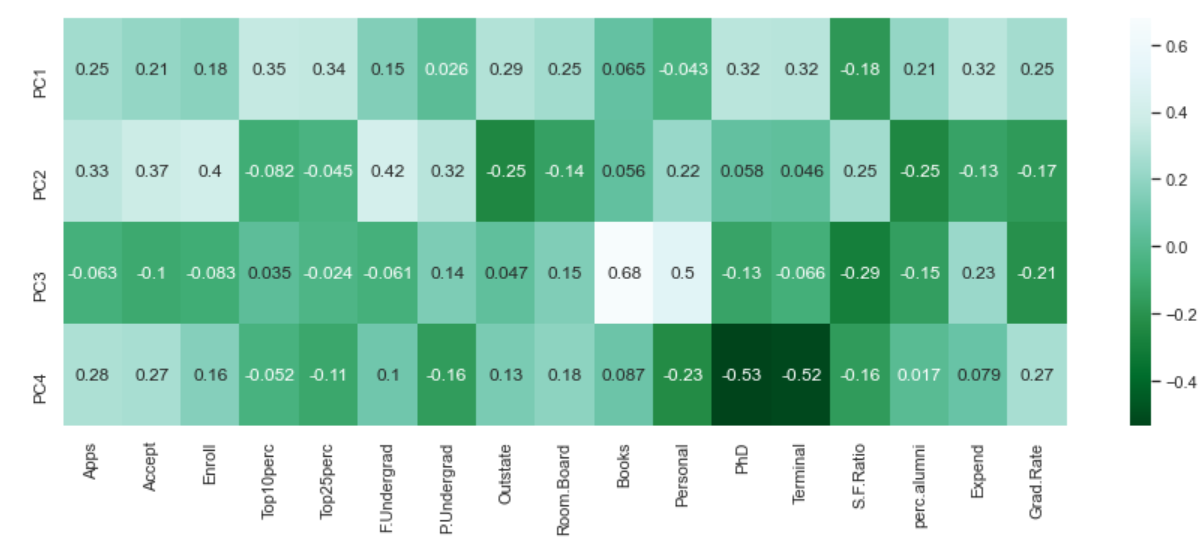 PC1 0.25 0.21 0.18 0.35 0.34 0.15 0.026 0.29 0.25 0.065 -0.043 0.32 0.32 -0.18 0.21 0.32 0.25
PC2 0.33 0.37 0.4 -0.082 -0.045 0.42 0.32 -0.25 -0.14 0.056 0.22 0.058 0.046 0.25 -0.25 -0.13 -0.17
PC3 -0.063 -0.1 -0.083 0.035 -0.024 -0.061 0.14 0.047 0.15 0.68 0.5 -0.13 -0.066 -0.29 -0.15 0.23 -0.21
PC4 0.28 0.27 0.16 -0.052 -0.11 0.1 -0.16 0.13 0.18 0.087 -0.23 -0.53 -0.52 -0.16 0.017 0.079 0.27
Apps
Accept
Enroll
Top10perc
Top25perc
F.Undergrad
P.Undergrad
Outstate
Room.Board
Books
Personal
PhD
Terminal
S.F.Ratio
perc.alumni
Expend
Grad.Rate
0.6
0.4
0.2
0.0
−0.2
−0.4